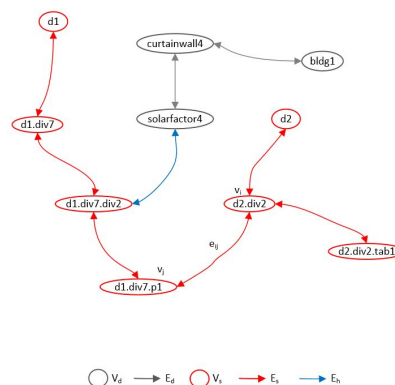 d1
curtainwall4
bldg1
d1.div7
solarfactor4
d2
d1.div7.div2
vi
d2.div2
eij
d2.div2.tab1
vj
d1.div7.p1
Vd Ed Vs Es Eh